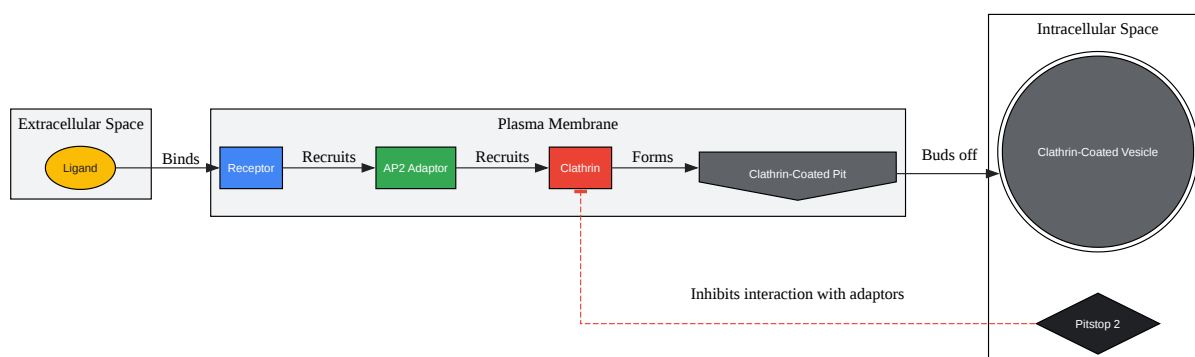 Intracellular Space
Extracellular Space
Plasma Membrane
Ligand
Binds
Receptor
Recruits
AP2 Adaptor
Recruits
Clathrin
Forms
Clathrin-Coated Pit
Buds off
Clathrin-Coated Vesicle
Inhibits interaction with adaptors
Pitstop 2